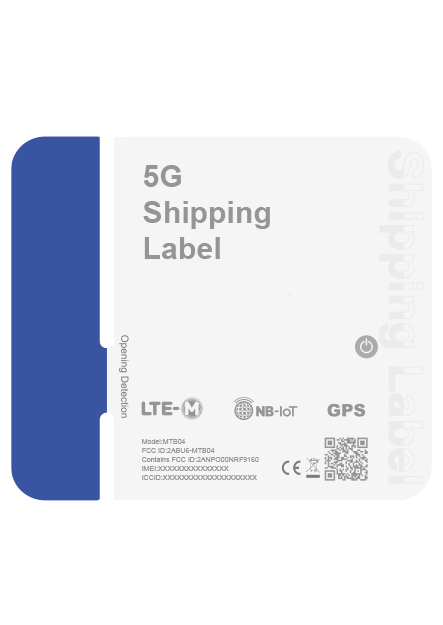 5G
Shipping
Label
Shipping Label
Opening Detection
LTE-M
NB-IoT
GPS
Model:MTB04
FCC ID:2ABU6-MTB04
Contains FCC ID:2ANPO00NRF9160
IMEI:XXXXXXXXXXXXXXX
ICCID:XXXXXXXXXXXXXXXXXXXX
CE